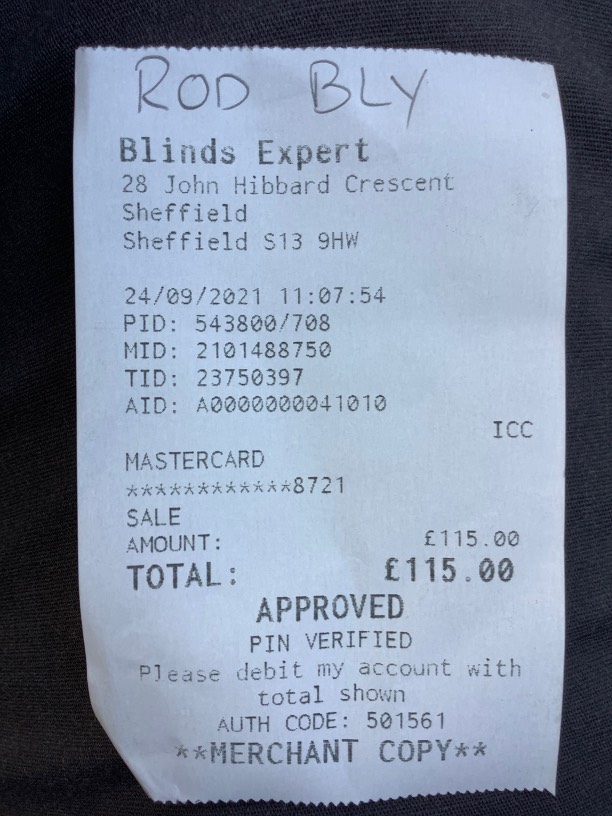 ROD BLY
Blinds Expert
28 John Hibbard Crescent
Sheffield
Sheffield S13 9HW
24/09/2021 11:07:54
PID: 543800/708
MID: 2101488750
TID: 23750397
AID: A0000000041010
ICC
MASTERCARD
************8721
SALE
AMOUNT: £115.00
TOTAL: £115.00
APPROVED
PIN VERIFIED
Please debit my account with
total shown
AUTH CODE: 501561
**MERCHANT COPY**